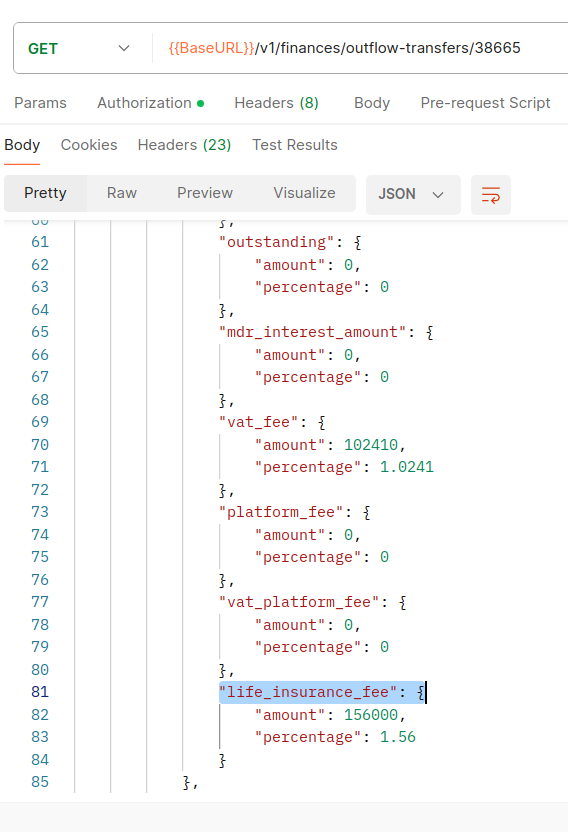 GET {{BaseURL}}/v1/finances/outflow-transfers/38665
Params Authorization Headers (8) Body Pre-request Script
Body Cookies Headers (23) Test Results
Pretty Raw Preview Visualize JSON
60 },
61 "outstanding": {
62 "amount": 0,
63 "percentage": 0
64 },
65 "mdr_interest_amount": {
66 "amount": 0,
67 "percentage": 0
68 },
69 "vat_fee": {
70 "amount": 102410,
71 "percentage": 1.0241
72 },
73 "platform_fee": {
74 "amount": 0,
75 "percentage": 0
76 },
77 "vat_platform_fee": {
78 "amount": 0,
79 "percentage": 0
80 },
81 "life_insurance_fee": {
82 "amount": 156000,
83 "percentage": 1.56
84 }
85 },